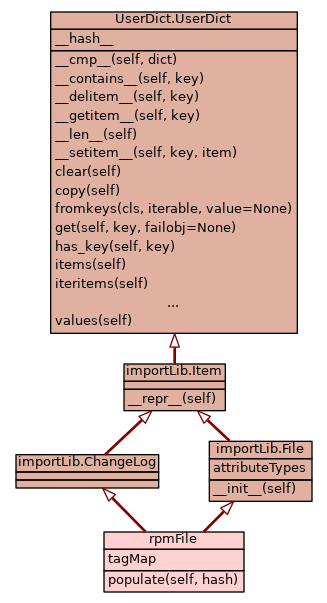 UserDict.UserDict
__hash__
__cmp__(self, dict)
__contains__(self, key)
__delitem__(self, key)
__getitem__(self, key)
__len__(self)
__setitem__(self, key, item)
clear(self)
copy(self)
fromkeys(cls, iterable, value=None)
get(self, key, failobj=None)
has_key(self, key)
items(self)
iteritems(self)
...
values(self)
importLib.Item
__repr__(self)
importLib.ChangeLog
importLib.File
attributeTypes
__init__(self)
rpmFile
tagMap
populate(self, hash)